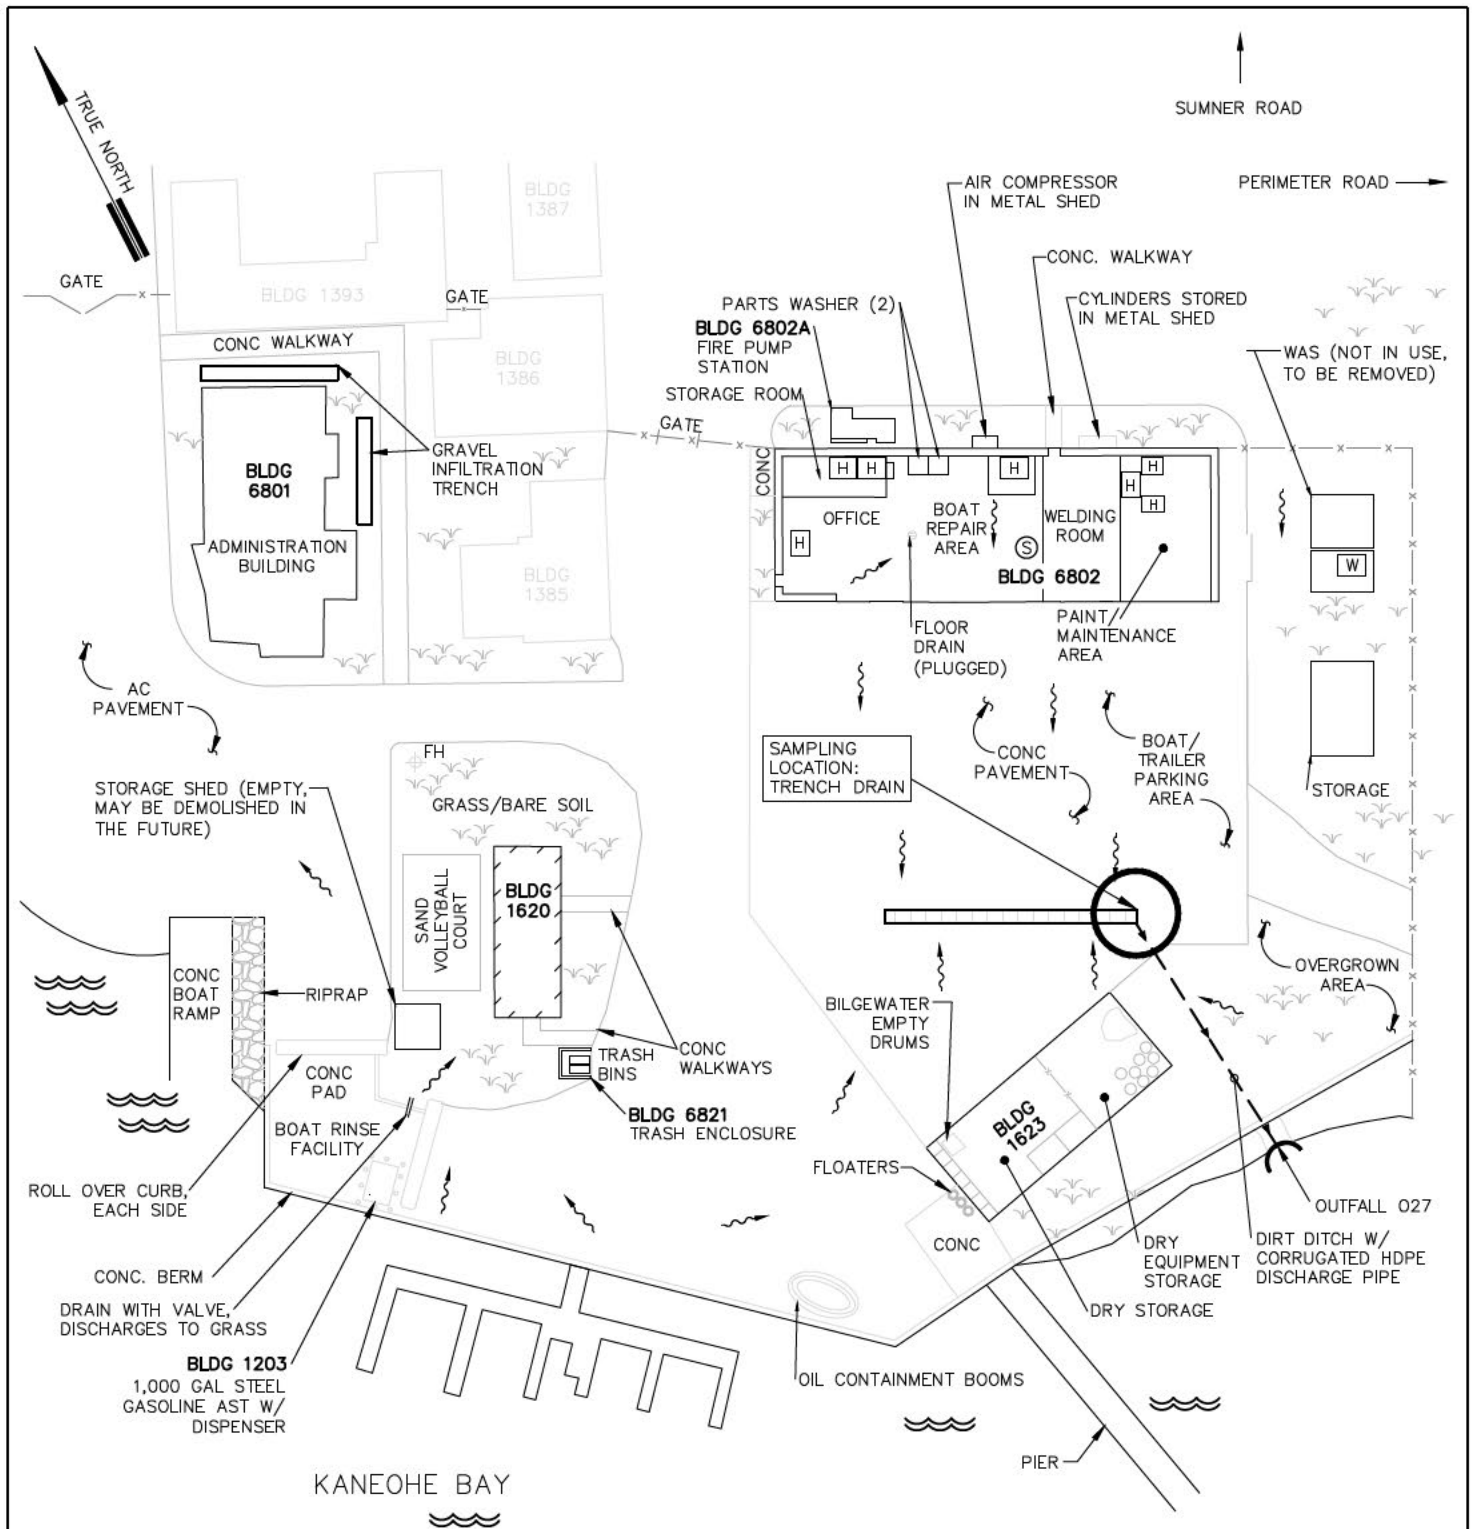 TRUE NORTH
SUMNER ROAD
PERIMETER ROAD
AIR COMPRESSOR
IN METAL SHED
BLDG
1387
GATE
BLDG 1393
GATE
CONC WALKWAY
BLDG
1386
CONC. WALKWAY
CYLINDERS STORED
IN METAL SHED
PARTS WASHER (2)
BLDG 6802A
FIRE PUMP
STATION
STORAGE ROOM
WAS (NOT IN USE,
TO BE REMOVED)
GATE
GRAVEL
INFILTRATION
TRENCH
BLDG
6801
ADMINISTRATION
BUILDING
BLDG
1385
CONC
H
H
H
H
H
H
H
OFFICE
BOAT
REPAIR
AREA
WELDING
ROOM
S
BLDG 6802
W
FLOOR
DRAIN
(PLUGGED)
PAINT/
MAINTENANCE
AREA
AC
PAVEMENT
FH
SAMPLING
LOCATION:
TRENCH DRAIN
CONC
PAVEMENT
BOAT/
TRAILER
PARKING
AREA
STORAGE
STORAGE SHED (EMPTY,
MAY BE DEMOLISHED IN
THE FUTURE)
GRASS/BARE SOIL
SAND
VOLLEYBALL
COURT
BLDG
1620
CONC
BOAT
RAMP
RIPRAP
OVERGROWN
AREA
BILGEWATER
EMPTY
DRUMS
CONC
WALKWAYS
TRASH
BINS
CONC
PAD
BLDG 6821
TRASH ENCLOSURE
BOAT RINSE
FACILITY
BLDG
1623
FLOATERS
ROLL OVER CURB,
EACH SIDE
OUTFALL 027
CONC
DRY
EQUIPMENT
STORAGE
DIRT DITCH W/
CORRUGATED HDPE
DISCHARGE PIPE
CONC. BERM
DRAIN WITH VALVE,
DISCHARGES TO GRASS
DRY STORAGE
BLDG 1203
1,000 GAL STEEL
GASOLINE AST W/
DISPENSER
OIL CONTAINMENT BOOMS
PIER
KANEOHE BAY